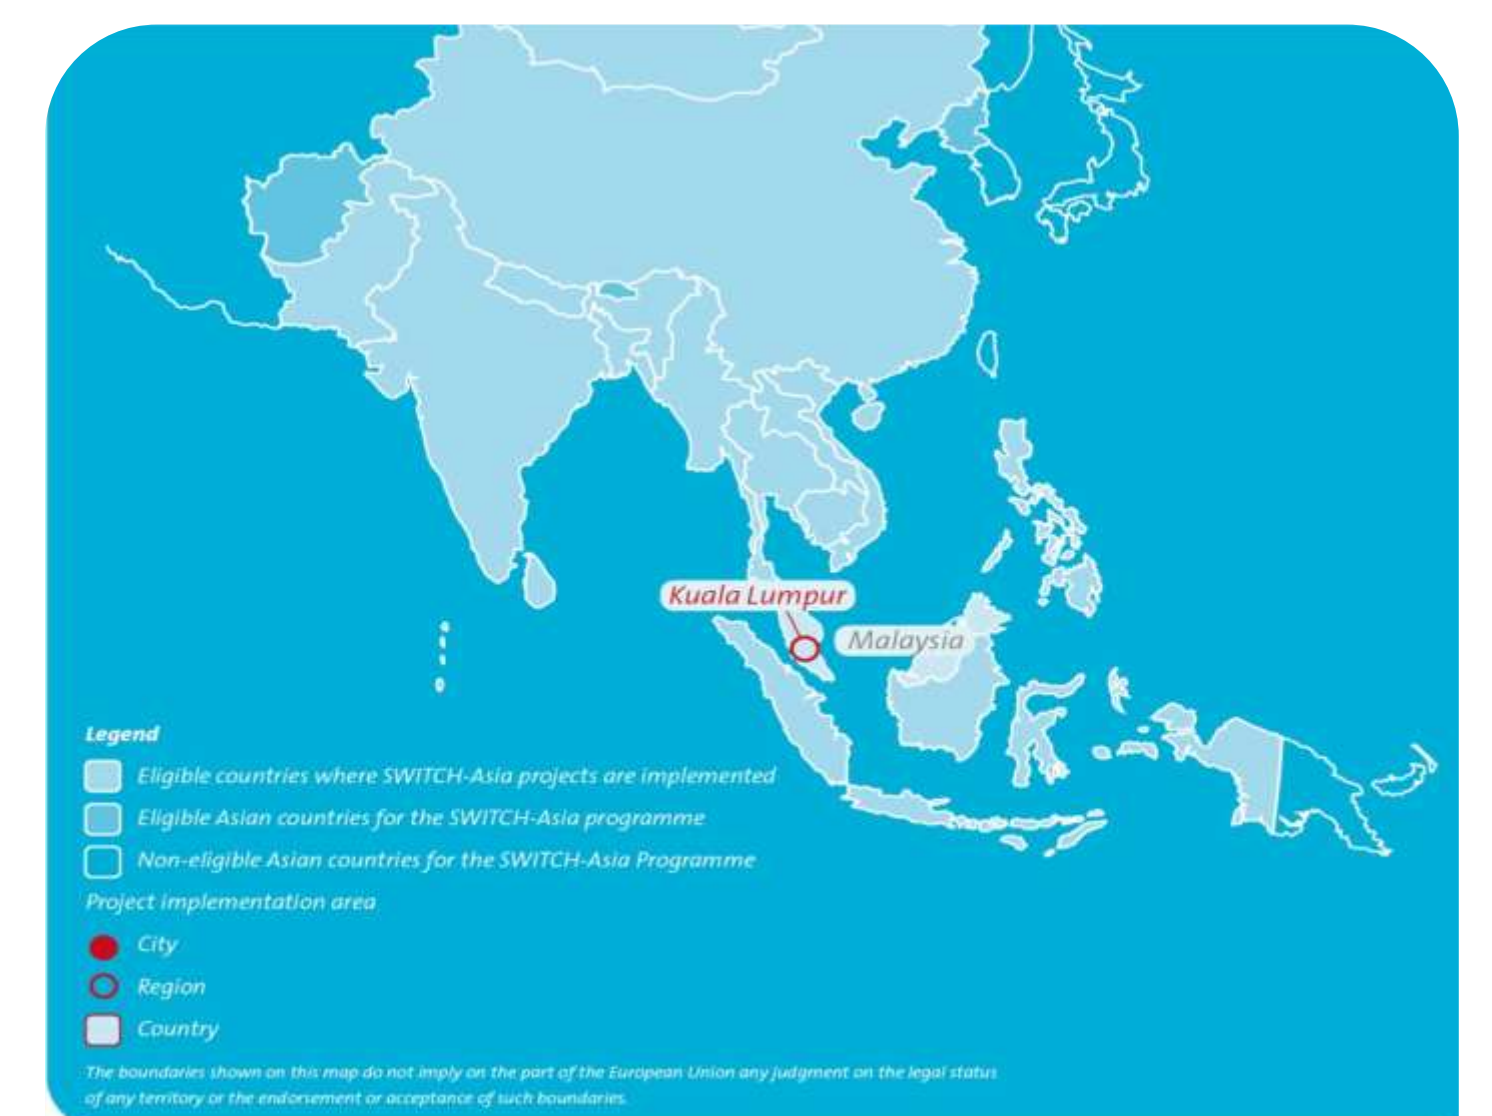 Kuala Lumpur
Malaysia
Legend
Eligible countries where SWITCH-Asia projects are implemented
Eligible Asian countries for the SWITCH-Asia programme
Non-eligible Asian countries for the SWITCH-Asia Programme
Project implementation area
City
Region
Country
The boundaries shown on this map do not imply on the part of the European Union any judgment on the legal status
of any territory or the endorsement or acceptance of such boundaries.